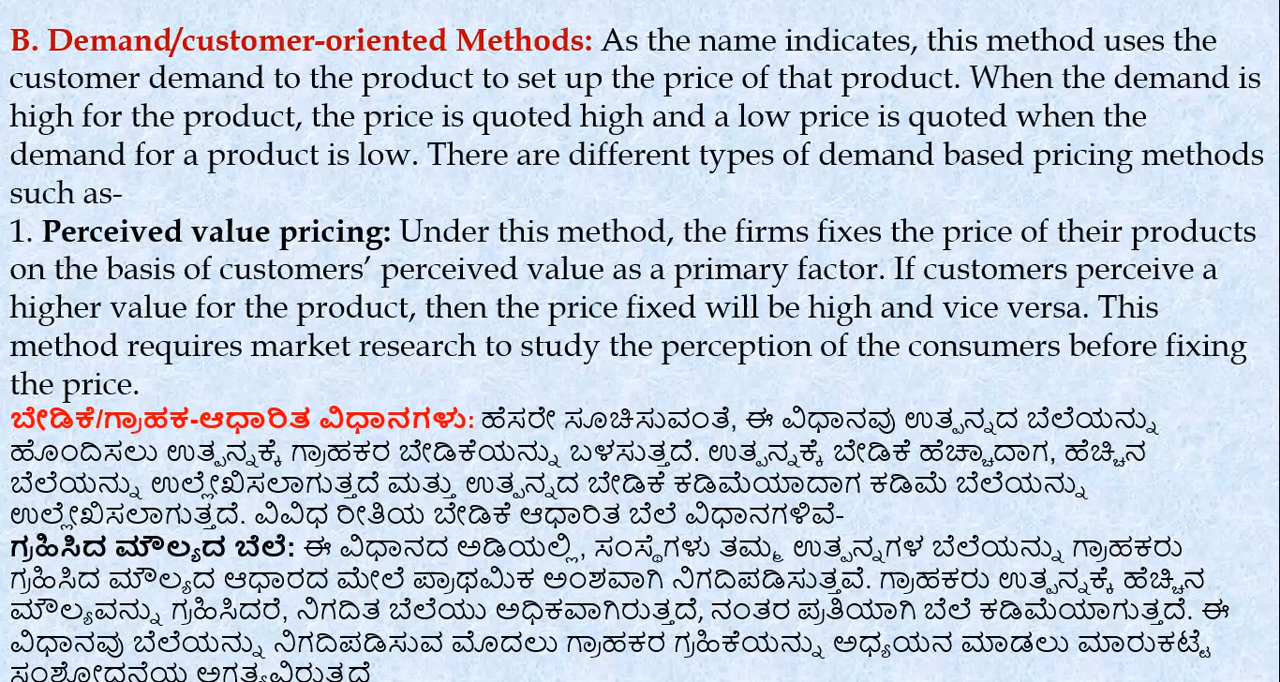 B. Demand/customer-oriented Methods: As the name indicates, this method uses the
customer demand to the product to set up the price of that product. When the demand is
high for the product, the price is quoted high and a low price is quoted when the
demand for a product is low. There are different types of demand based pricing methods
such as-
1. Perceived value pricing: Under this method, the firms fixes the price of their products
on the basis of customers’ perceived value as a primary factor. If customers perceive a
higher value for the product, then the price fixed will be high and vice versa. This
method requires market research to study the perception of the consumers before fixing
the price.
ಬೇಡಿಕೆ/ಗ್ರಾಹಕ-ಆಧಾರಿತ ವಿಧಾನಗಳು: ಹೆಸರೇ ಸೂಚಿಸುವಂತೆ, ಈ ವಿಧಾನವು ಉತ್ಪನ್ನದ ಬೆಲೆಯನ್ನು
ಹೊಂದಿಸಲು ಉತ್ಪನ್ನಕ್ಕೆ ಗ್ರಾಹಕರ ಬೇಡಿಕೆಯನ್ನು ಬಳಸುತ್ತದೆ. ಉತ್ಪನ್ನಕ್ಕೆ ಬೇಡಿಕೆ ಹೆಚ್ಚಾದಾಗ, ಹೆಚ್ಚಿನ
ಬೆಲೆಯನ್ನು ಉಲ್ಲೇಖಿಸಲಾಗುತ್ತದೆ ಮತ್ತು ಉತ್ಪನ್ನದ ಬೇಡಿಕೆ ಕಡಿಮೆಯಾದಾಗ ಕಡಿಮೆ ಬೆಲೆಯನ್ನು
ಉಲ್ಲೇಖಿಸಲಾಗುತ್ತದೆ. ವಿವಿಧ ರೀತಿಯ ಬೇಡಿಕೆ ಆಧಾರಿತ ಬೆಲೆ ವಿಧಾನಗಳಿವೆ-
ಗ್ರಹಿಸಿದ ಮೌಲ್ಯದ ಬೆಲೆ: ಈ ವಿಧಾನದ ಅಡಿಯಲ್ಲಿ, ಸಂಸ್ಥೆಗಳು ತಮ್ಮ ಉತ್ಪನ್ನಗಳ ಬೆಲೆಯನ್ನು ಗ್ರಾಹಕರು
ಗ್ರಹಿಸಿದ ಮೌಲ್ಯದ ಆಧಾರದ ಮೇಲೆ ಪ್ರಾಥಮಿಕ ಅಂಶವಾಗಿ ನಿಗದಿಪಡಿಸುತ್ತವೆ. ಗ್ರಾಹಕರು ಉತ್ಪನ್ನಕ್ಕೆ ಹೆಚ್ಚಿನ
ಮೌಲ್ಯವನ್ನು ಗ್ರಹಿಸಿದರೆ, ನಿಗದಿತ ಬೆಲೆಯು ಅಧಿಕವಾಗಿರುತ್ತದೆ, ನಂತರ ಪ್ರತಿಯಾಗಿ ಬೆಲೆ ಕಡಿಮೆಯಾಗುತ್ತದೆ. ಈ
ವಿಧಾನವು ಬೆಲೆಯನ್ನು ನಿಗದಿಪಡಿಸುವ ಮೊದಲು ಗ್ರಾಹಕರ ಗ್ರಹಿಕೆಯನ್ನು ಅಧ್ಯಯನ ಮಾಡಲು ಮಾರುಕಟ್ಟೆ
ಸಂಶೋಧನೆಯ ಅಗತ್ಯವಿರುತ್ತದೆ